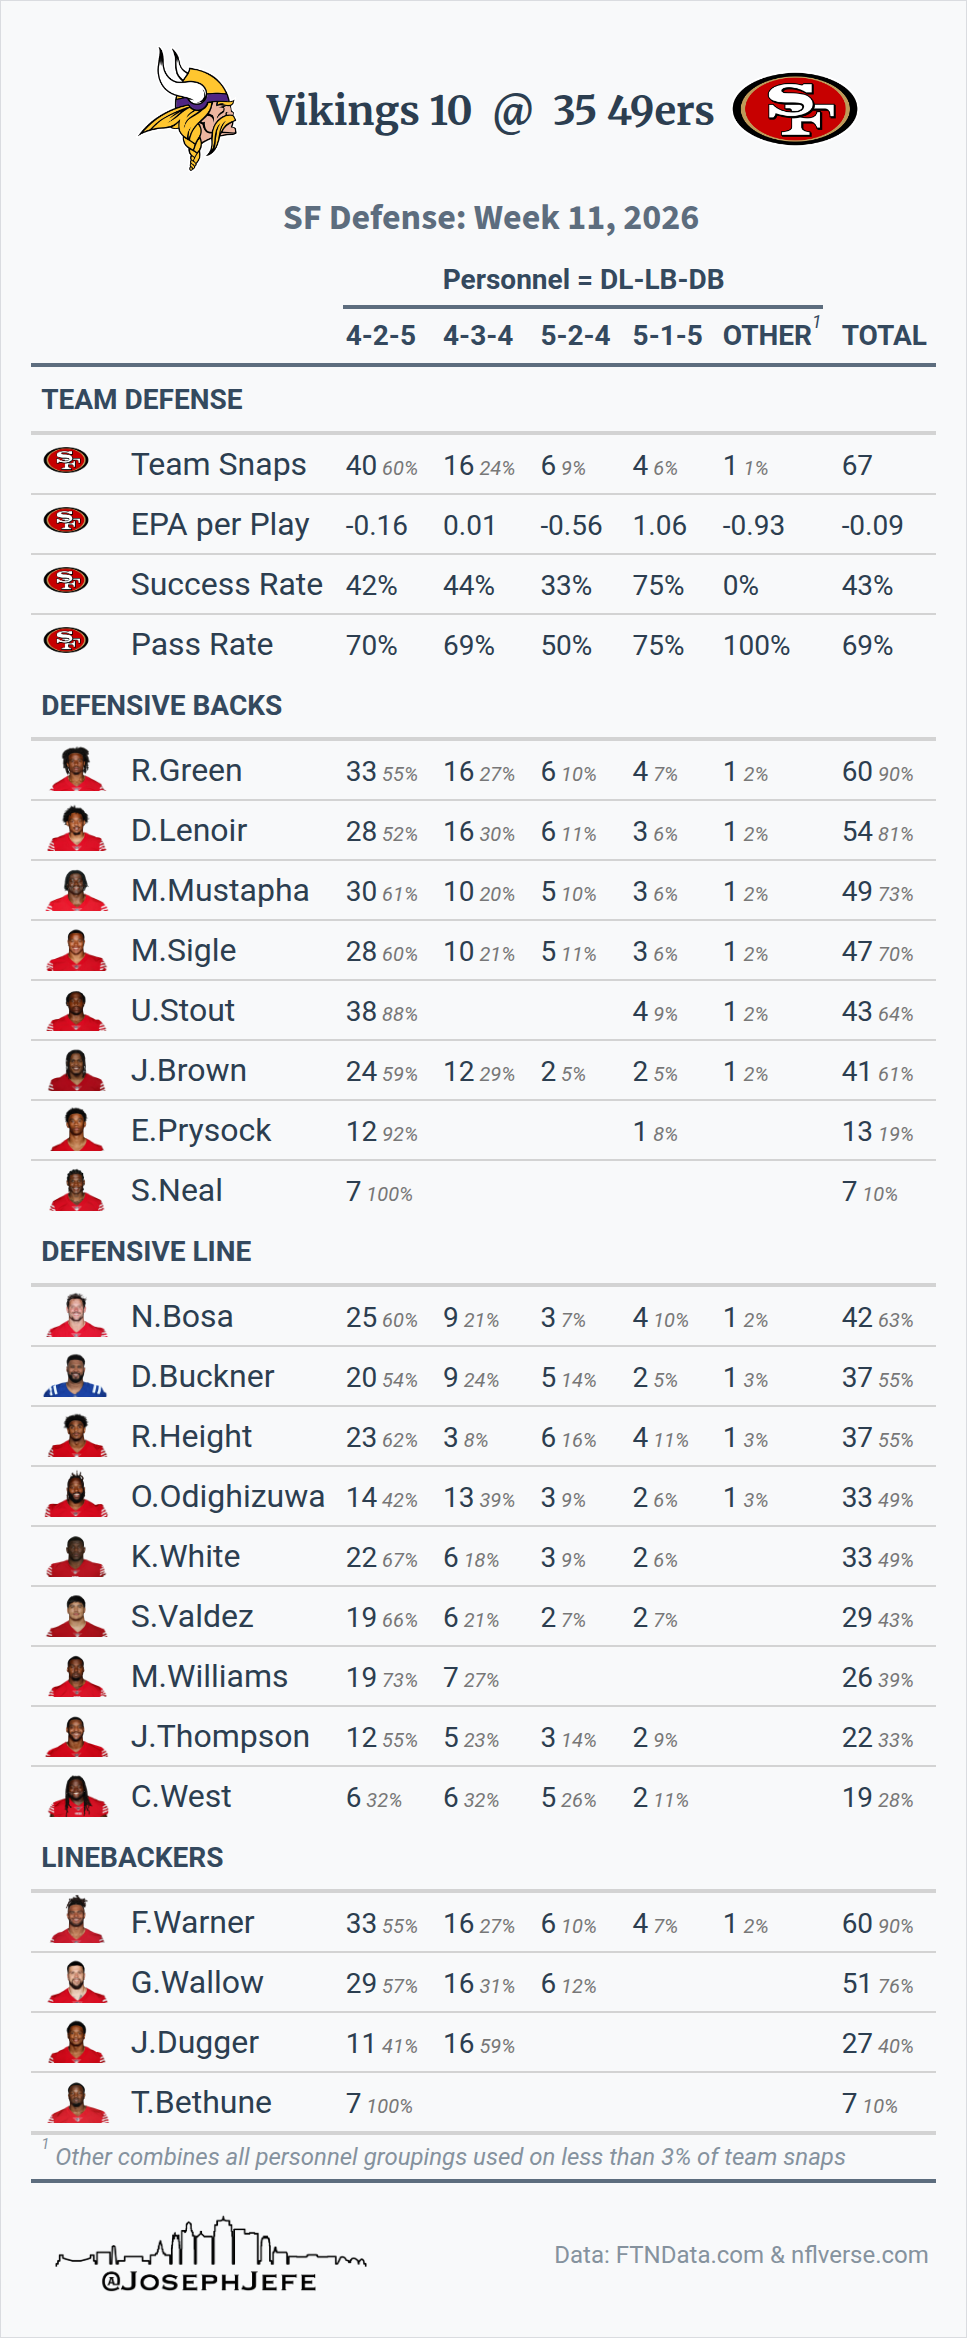 Vikings 10 @ 35 49ers
SF Defense: Week 11, 2026
Personnel = DL-LB-DB
4-2-5 4-3-4 5-2-4 5-1-5 OTHER1 TOTAL
TEAM DEFENSE
Team Snaps 40 60% 16 24% 6 9% 4 6% 1 1% 67
EPA per Play -0.16 0.01 -0.56 1.06 -0.93 -0.09
Success Rate 42% 44% 33% 75% 0% 43%
Pass Rate 70% 69% 50% 75% 100% 69%
DEFENSIVE BACKS
R.Green 33 55% 16 27% 6 10% 4 7% 1 2% 60 90%
D.Lenoir 28 52% 16 30% 6 11% 3 6% 1 2% 54 81%
M.Mustapha 30 61% 10 20% 5 10% 3 6% 1 2% 49 73%
M.Sigle 28 60% 10 21% 5 11% 3 6% 1 2% 47 70%
U.Stout 38 88% 4 9% 1 2% 43 64%
J.Brown 24 59% 12 29% 2 5% 2 5% 1 2% 41 61%
E.Prysock 12 92% 1 8% 13 19%
S.Neal 7 100% 7 10%
DEFENSIVE LINE
N.Bosa 25 60% 9 21% 3 7% 4 10% 1 2% 42 63%
D.Buckner 20 54% 9 24% 5 14% 2 5% 1 3% 37 55%
R.Height 23 62% 3 8% 6 16% 4 11% 1 3% 37 55%
O.Odighizuwa 14 42% 13 39% 3 9% 2 6% 1 3% 33 49%
K.White 22 67% 6 18% 3 9% 2 6% 33 49%
S.Valdez 19 66% 6 21% 2 7% 2 7% 29 43%
M.Williams 19 73% 7 27% 26 39%
J.Thompson 12 55% 5 23% 3 14% 2 9% 22 33%
C.West 6 32% 6 32% 5 26% 2 11% 19 28%
LINEBACKERS
F.Warner 33 55% 16 27% 6 10% 4 7% 1 2% 60 90%
G.Wallow 29 57% 16 31% 6 12% 51 76%
J.Dugger 11 41% 16 59% 27 40%
T.Bethune 7 100% 7 10%
1 Other combines all personnel groupings used on less than 3% of team snaps
@JOSEPHJEFE
Data: FTNData.com & nflverse.com